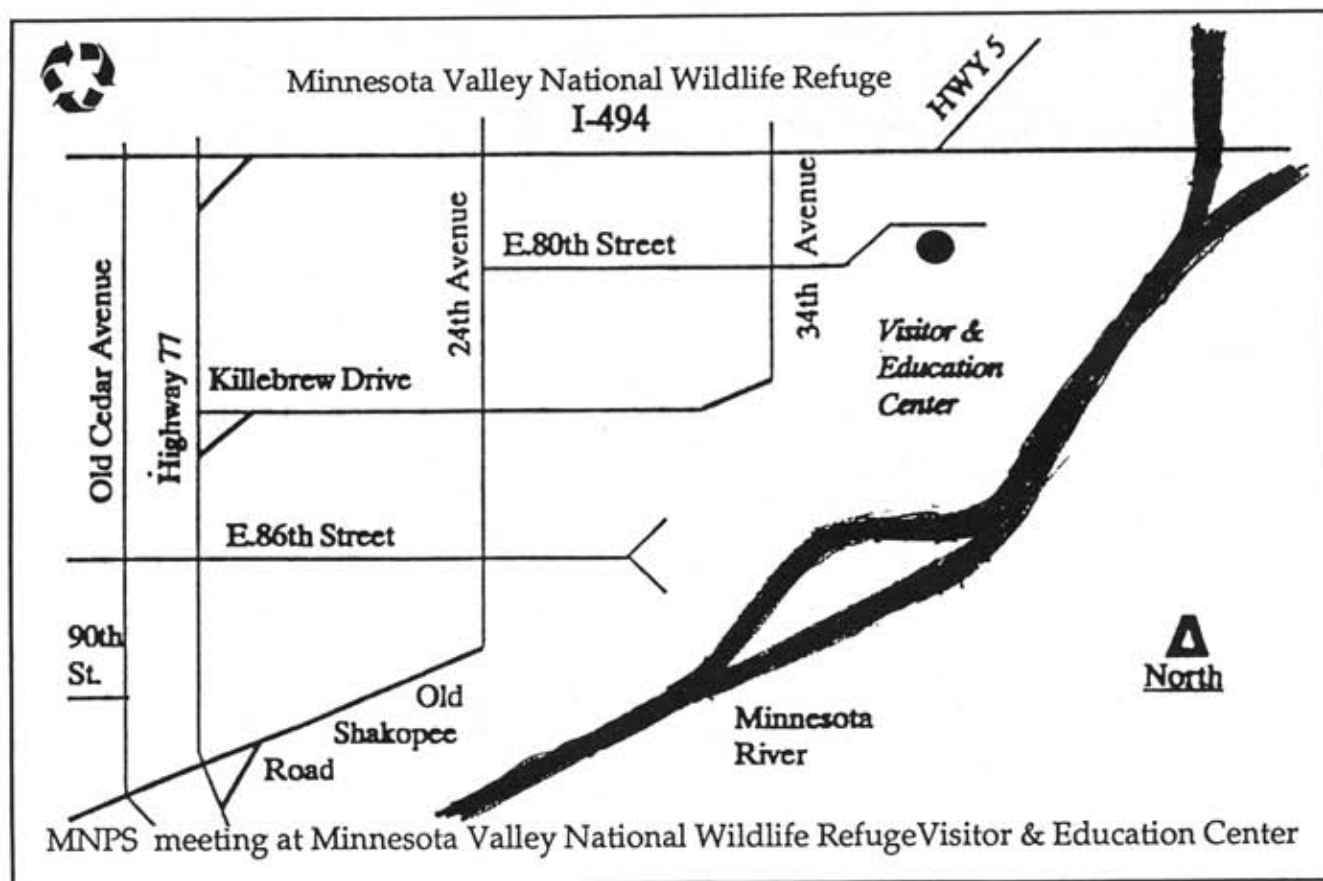 Minnesota Valley National Wildlife Refuge
I-494
HWY 5
Old Cedar Avenue
Highway 77
24th Avenue
E.80th Street
34th Avenue
Visitor &
Education
Center
Killebrew Drive
E.86th Street
90th
St.
Old
Shakopee
Road
Minnesota
River
North
MNPS meeting at Minnesota Valley National Wildlife RefugeVisitor & Education Center